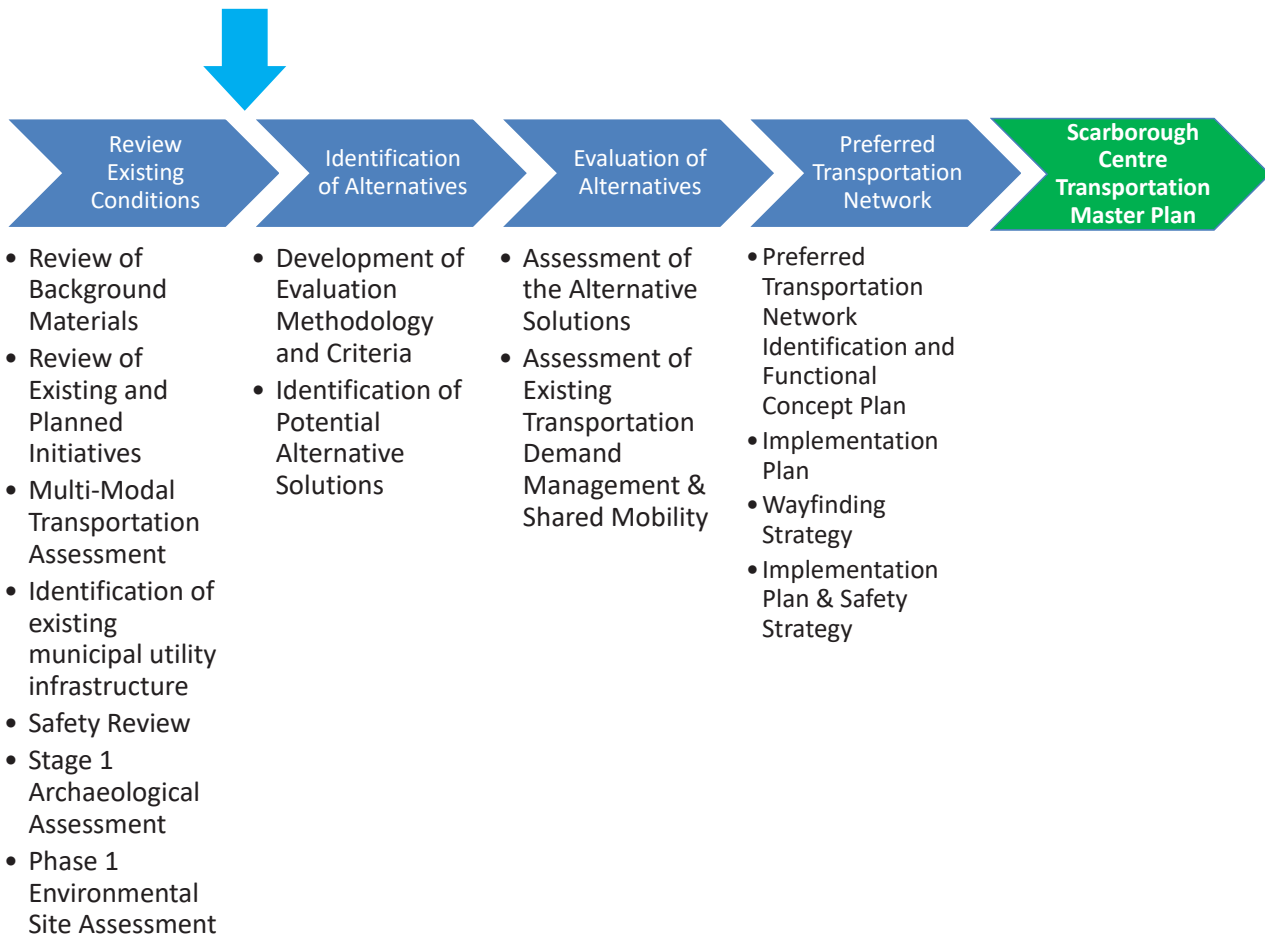 Review
Existing
Conditions
Identification
of Alternatives
Evaluation of
Alternatives
Preferred
Transportation
Network
Scarborough
Centre
Transportation
Master Plan
• Review of
Background
Materials
• Review of
Existing and
Planned
Initiatives
• Multi-Modal
Transportation
Assessment
• Identification of
existing
municipal utility
infrastructure
• Safety Review
• Stage 1
Archaeological
Assessment
• Phase 1
Environmental
Site Assessment
• Development of
Evaluation
Methodology
and Criteria
• Identification of
Potential
Alternative
Solutions
• Assessment of
the Alternative
Solutions
• Assessment of
Existing
Transportation
Demand
Management &
Shared Mobility
• Preferred
Transportation
Network
Identification and
Functional
Concept Plan
• Implementation
Plan
• Wayfinding
Strategy
• Implementation
Plan & Safety
Strategy